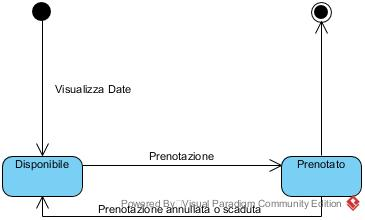 Visualizza Date
Disponibile
Prenotazione
Prenotato
Powered By Visual Paradigm Community Edition
Prenotazione annullata o scaduta